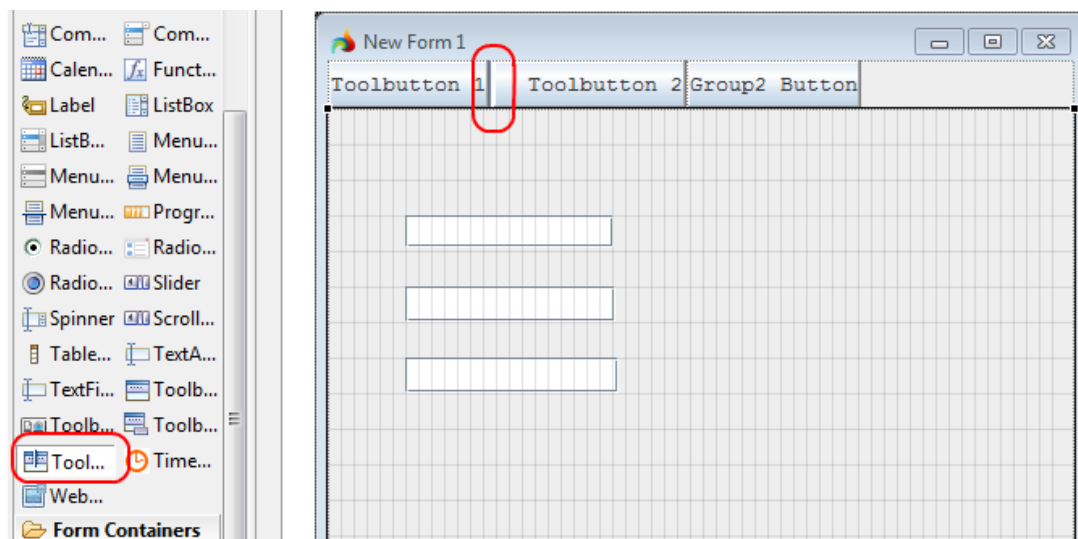 Com... Com...
Calen... Funct...
Label ListBox
ListB... Menu...
Menu... Menu...
Menu... Progr...
Radio... Radio...
Radio... Slider
Spinner Scroll...
Table... TextA...
TextFi... Toolb...
Toolb... Toolb...
Tool... Time...
Web...
Form Containers
New Form 1
Toolbutton 1 Toolbutton 2 Group2 Button